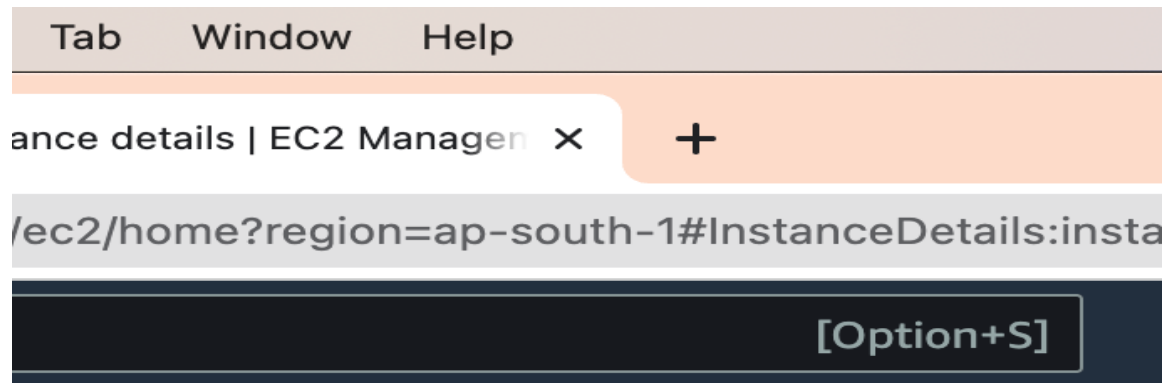 Tab Window Help
ance details | EC2 Managen
/ec2/home?region=ap-south-1#InstanceDetails:insta
[Option+S]